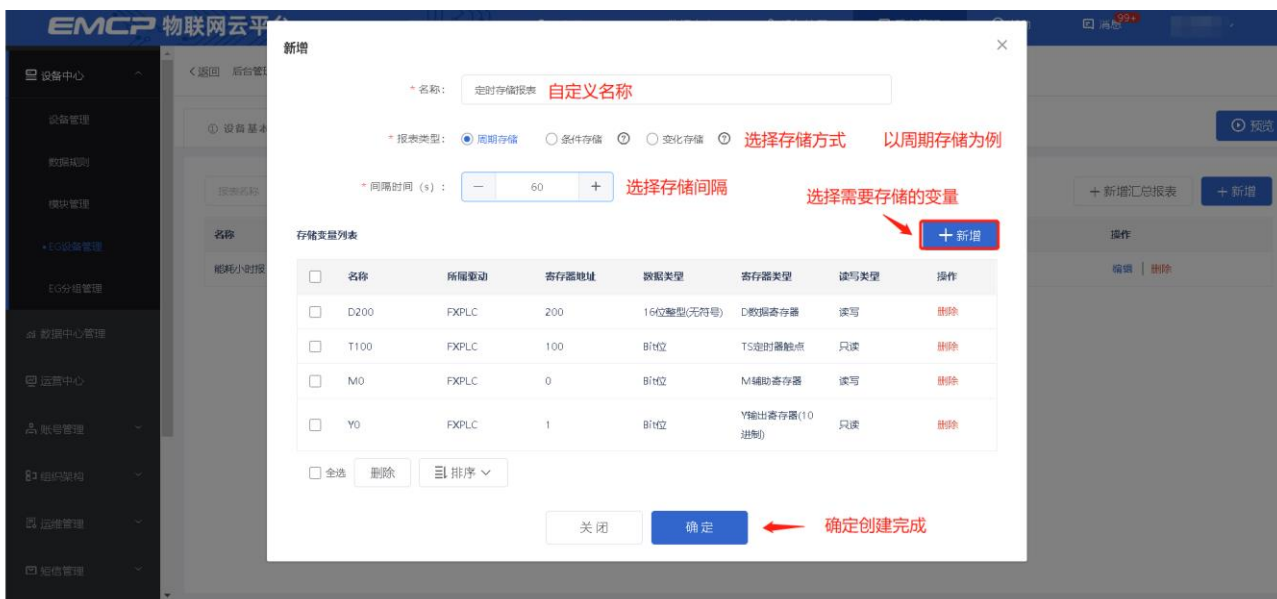 EMCP 物联网云平台
99+
消息
设备中心
设备管理
数据规则
模块管理
•EG设备管理
EG分组管理
数据中心管理
运营中心
账号管理
组织架构
运维管理
短信管理
<返回 后台管
① 设备基本
预览
报表名称
+ 新增汇总报表
+ 新增
名称
操作
能耗小时报
编辑 | 删除
新增
×
* 名称: 定时存储报表 自定义名称
* 报表类型: 周期存储 条件存储 ? 变化存储 ? 选择存储方式 以周期存储为例
* 间隔时间 (s) : — 60 + 选择存储间隔
选择需要存储的变量
存储变量列表 + 新增
名称 所属驱动 寄存器地址 数据类型 寄存器类型 读写类型 操作
D200 FXPLC 200 16位整型(无符号) D数据寄存器 读写 删除
T100 FXPLC 100 Bit位 TS定时器触点 只读 删除
M0 FXPLC 0 Bit位 M辅助寄存器 读写 删除
Y0 FXPLC 1 Bit位 Y输出寄存器(10
进制) 只读 删除
全选 删除 排序
关闭 确定 确定创建完成